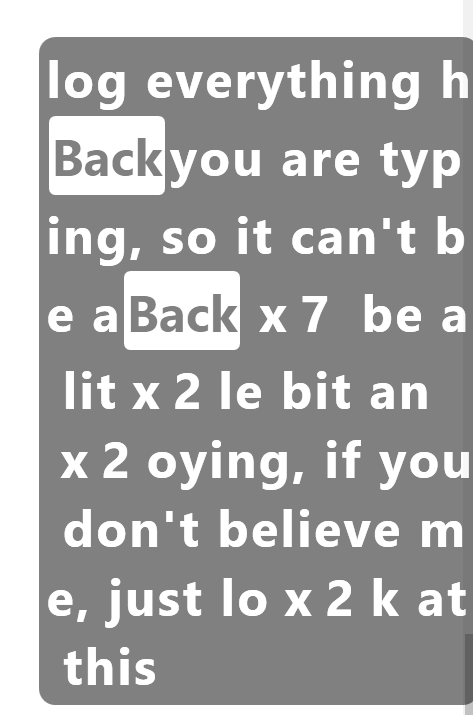 log everything h
Back you are typ
ing, so it can't b
e a Back x 7 be a
lit x 2 le bit an
x 2 oying, if you
don't believe m
e, just lo x 2 k at
this